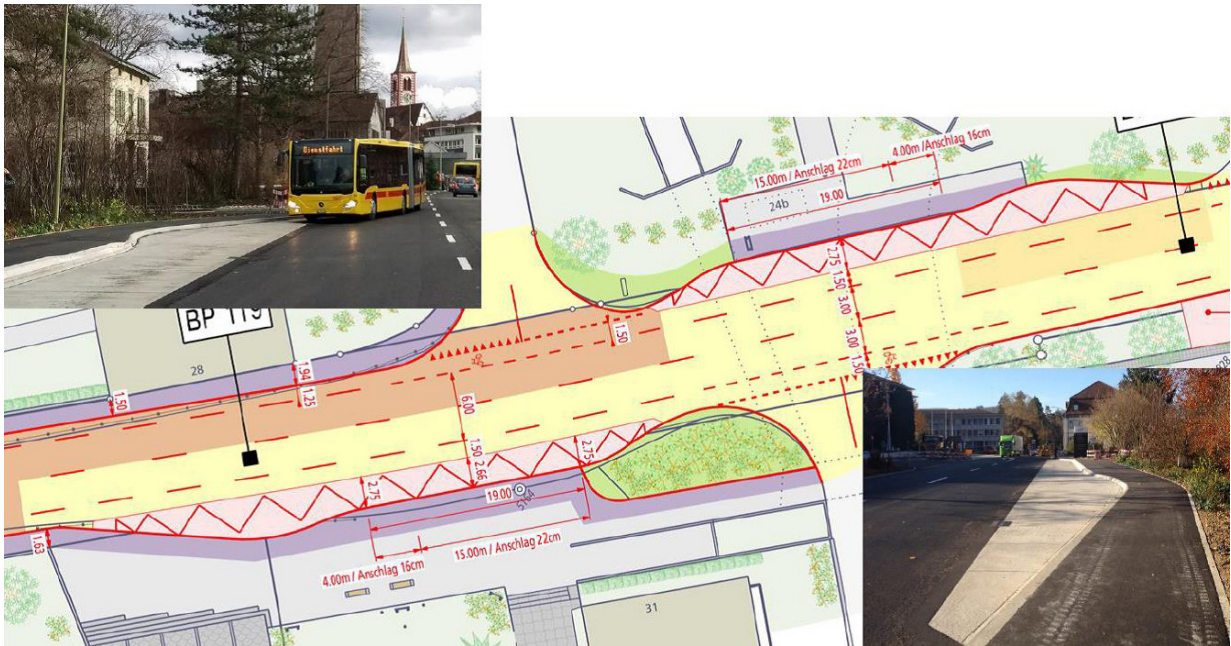 Dienstfahrt
15.00m / Anschlag 22cm
4.00m / Anschlag 16cm
24b
19.00
2.75
1.50
3.00
3.00
1.50
BP 119
28
1.94
1.25
1.50
1.50
6.00
1.50
2.66
2.75
2.75
19.00
1.63
4.00m / Anschlag 16cm
15.00m / Anschlag 22cm
31